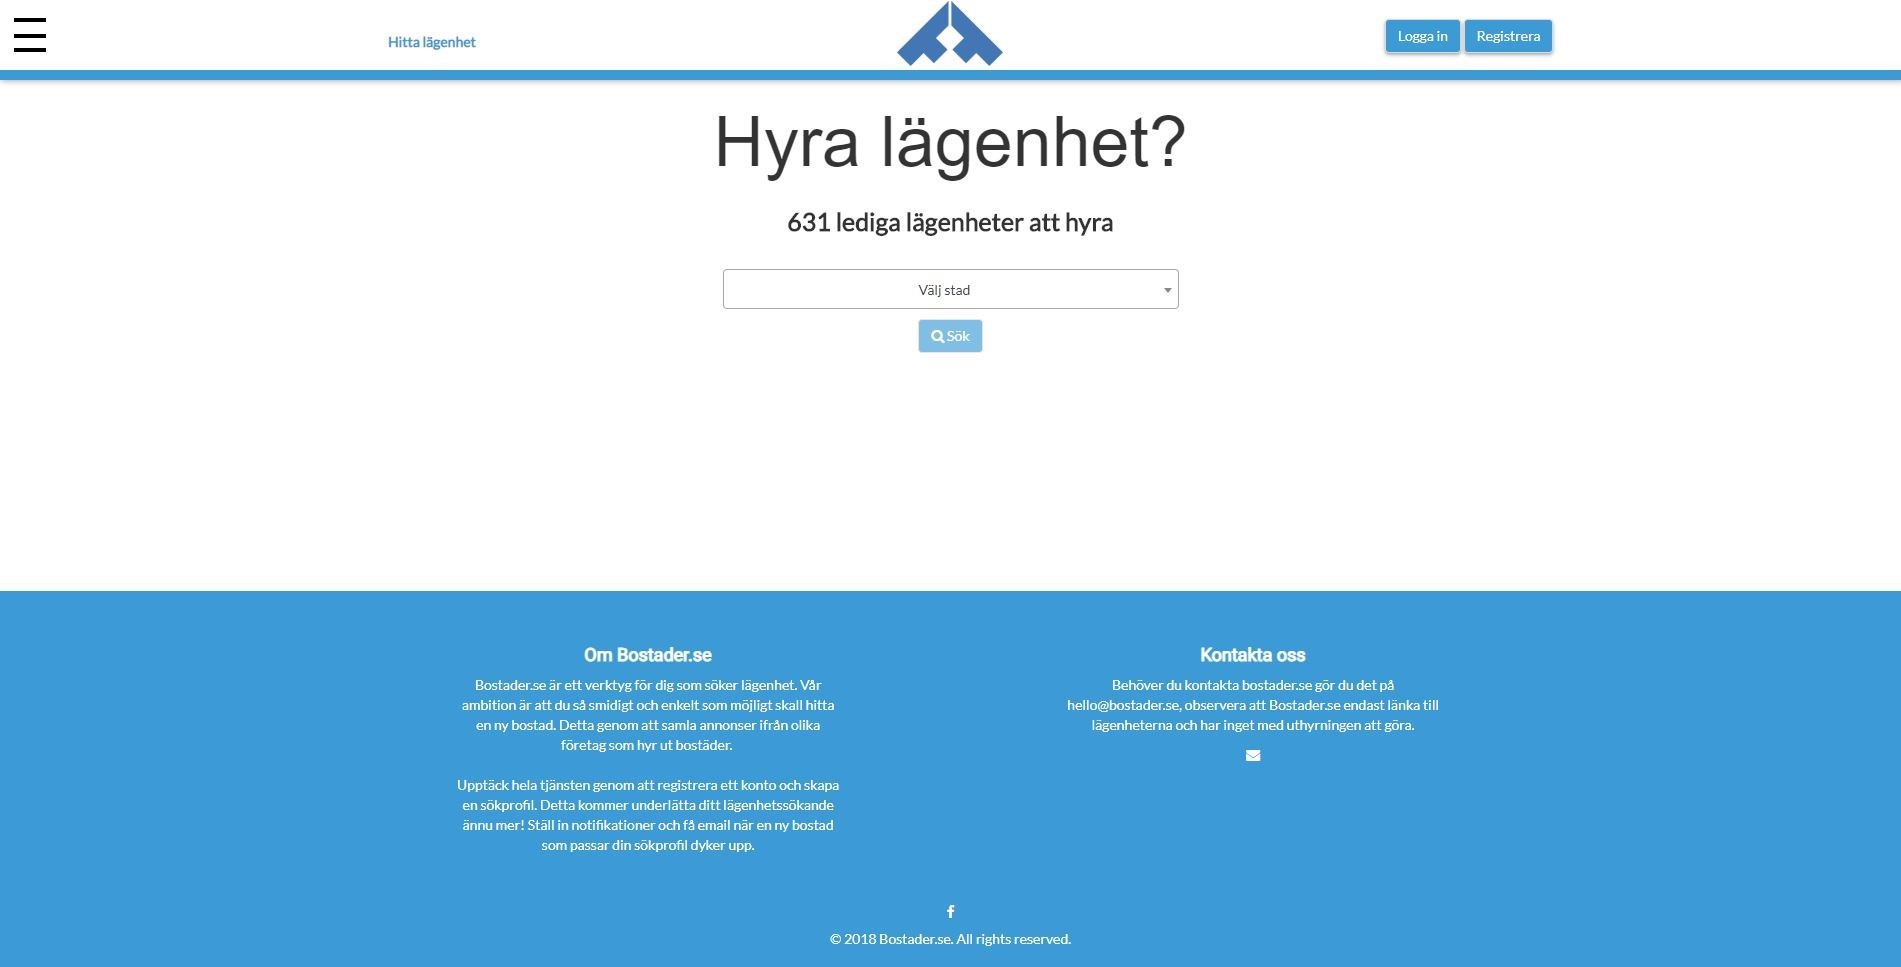 Hitta lägenhet
Logga in
Registrera
Hyra lägenhet?
631 lediga lägenheter att hyra
Välj stad
Sök
Om Bostader.se
Bostader.se är ett verktyg för dig som söker lägenhet. Vår
ambition är att du så smidigt och enkelt som möjligt skall hitta
en ny bostad. Detta genom att samla annonser ifrån olika
företag som hyr ut bostäder.
Upptäck hela tjänsten genom att registrera ett konto och skapa
en sökprofil. Detta kommer underlätta ditt lägenhetssökande
ännu mer! Ställ in notifikationer och få email när en ny bostad
som passar din sökprofil dyker upp.
Kontakta oss
Behöver du kontakta bostader.se gör du det på
hello@bostader.se, observera att Bostader.se endast länka till
lägenheterna och har inget med uthyrningen att göra.
© 2018 Bostader.se. All rights reserved.